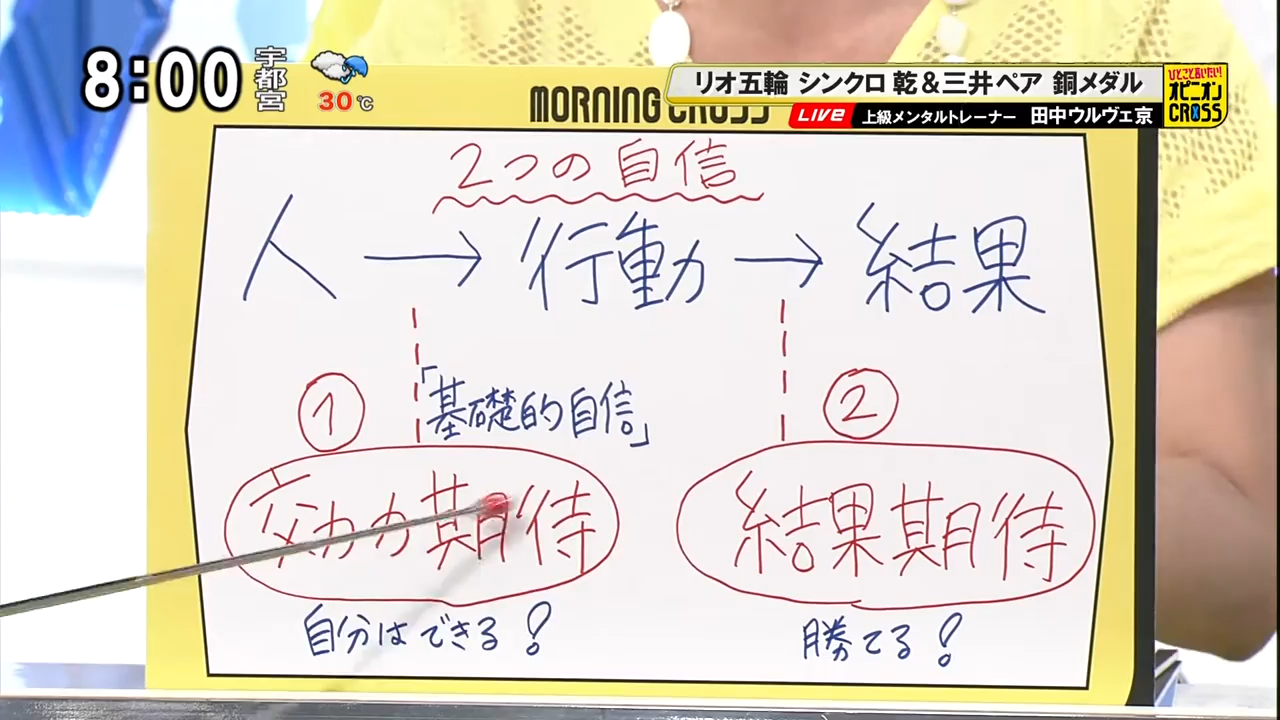 8:00
宇都宮
30℃
リオ五輪 シンクロ 乾&三井ペア 銅メダル
LIVE 上級メンタルトレーナー 田中ウルヴェ京
ひとこと言いたい!
オピニオン
CROSS
MORNING CROSS
2つの自信
人 → 行動 → 結果
① 「基礎的自信」 ②
効力期待 結果期待
自分はできる! 勝てる!